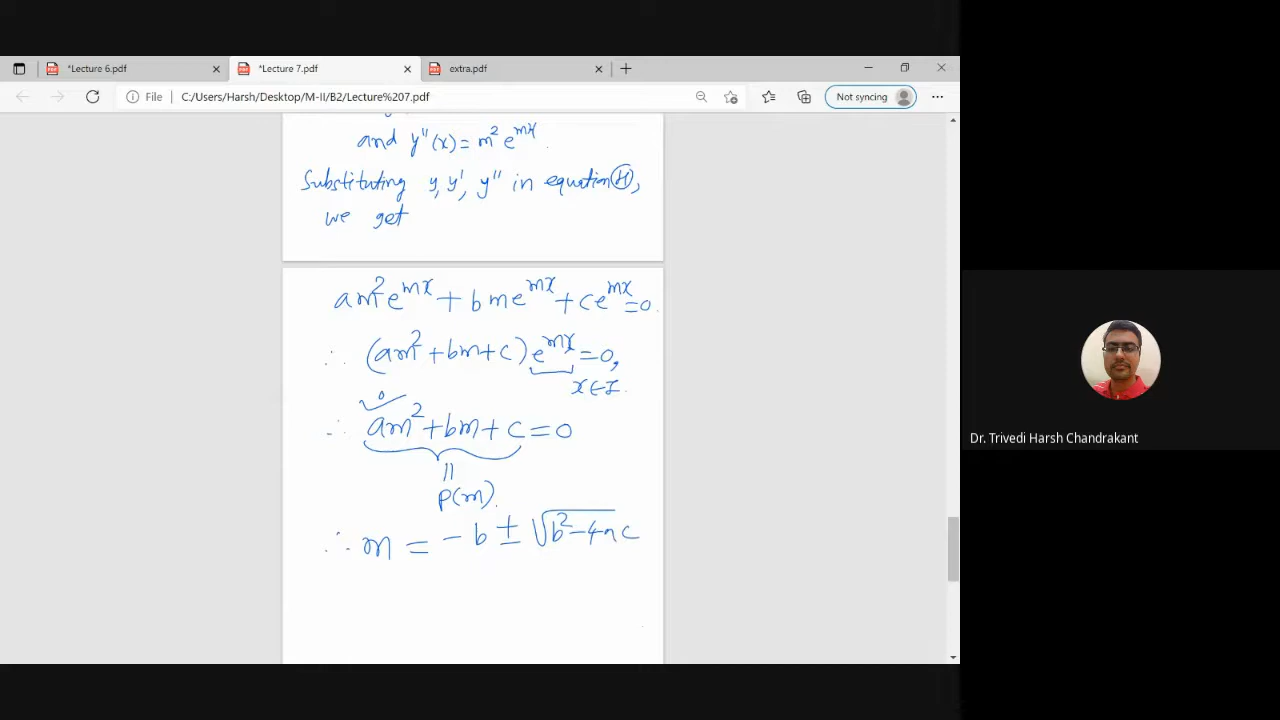 *Lecture 6.pdf
*Lecture 7.pdf
extra.pdf
File
C:/Users/Harsh/Desktop/M-II/B2/Lecture%207.pdf
Not syncing
and y''(x) = m² e^{mx}.
Substituting y, y', y'' in equation (H),
we get
am² e^{mx} + b m e^{mx} + c e^{mx} = 0.
∴ (am² + bm + c) e^{mx} = 0,
x ∈ I.
∴ am² + bm + c = 0
||
P(m).
∴ m = - b ± √b² - 4ac
Dr. Trivedi Harsh Chandrakant